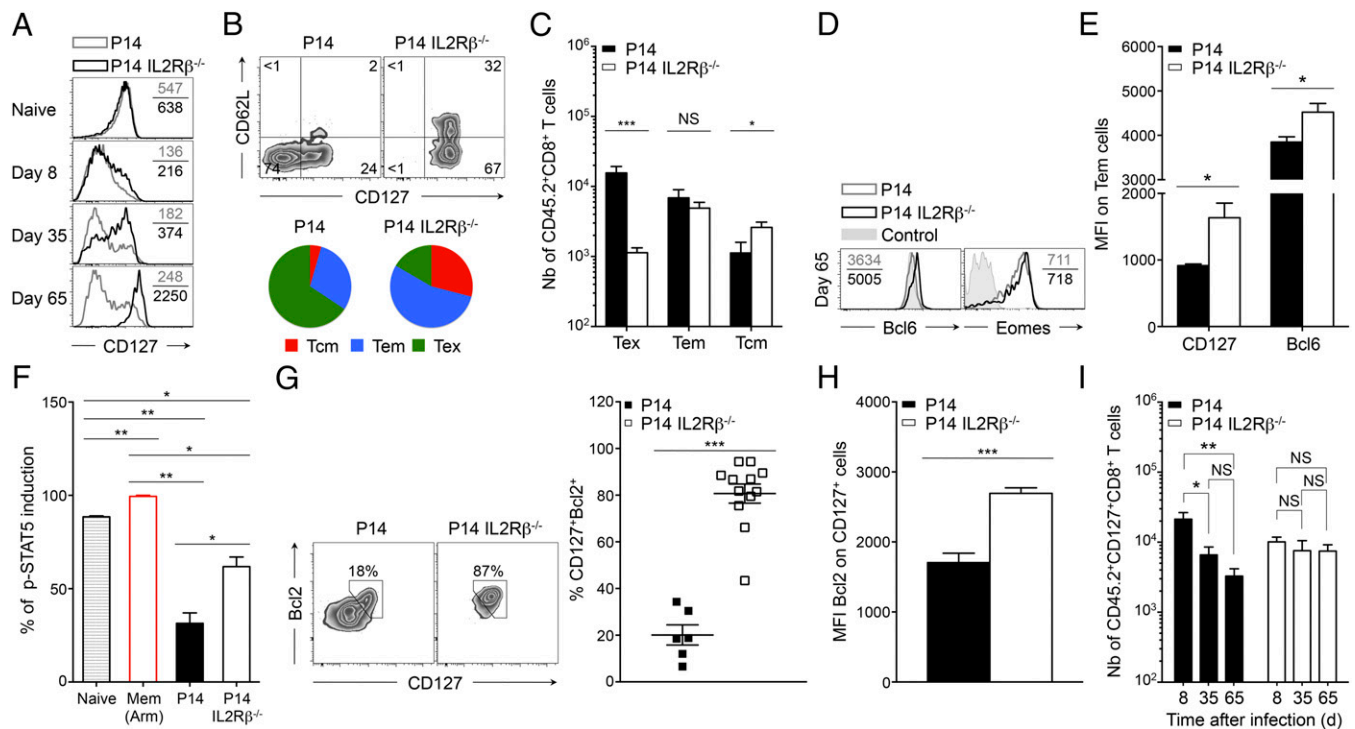 A
P14
P14 IL2Rβ-/-
Naive
547
638
Day 8
136
216
Day 35
182
374
Day 65
248
2250
CD127
B
P14
P14 IL2Rβ-/-
<1
2
<1
32
74
24
<1
67
CD62L
CD127
P14
P14 IL2Rβ-/-
Tcm
Tem
Tex
C
P14
P14 IL2Rβ-/-
Nb of CD45.2+CD8+ T cells
10^6
10^5
10^4
10^3
10^2
***
NS
*
Tex
Tem
Tcm
D
P14
P14 IL2Rβ-/-
Control
Day 65
3634
5005
711
718
Bcl6
Eomes
E
P14
P14 IL2Rβ-/-
MFI on Tem cells
6000
5000
4000
3000
2000
2000
1000
0
*
*
CD127
Bcl6
F
% of p-STAT5 induction
150
100
50
0
*
**
**
*
**
*
Naive
Mem
(Arm)
P14
P14
IL2Rβ-/-
G
P14
P14 IL2Rβ-/-
18%
87%
Bcl2
CD127
P14
P14 IL2Rβ-/-
% CD127+Bcl2+
120
100
80
60
40
20
0
***
H
P14
P14 IL2Rβ-/-
MFI Bcl2 on CD127+ cells
4000
3000
2000
1000
0
***
I
P14
P14 IL2Rβ-/-
Nb of CD45.2+CD127+CD8+ T cells
10^6
10^5
10^4
10^3
10^2
**
NS
*
NS
NS
NS
8
35
65
8
35
65
Time after infection (d)